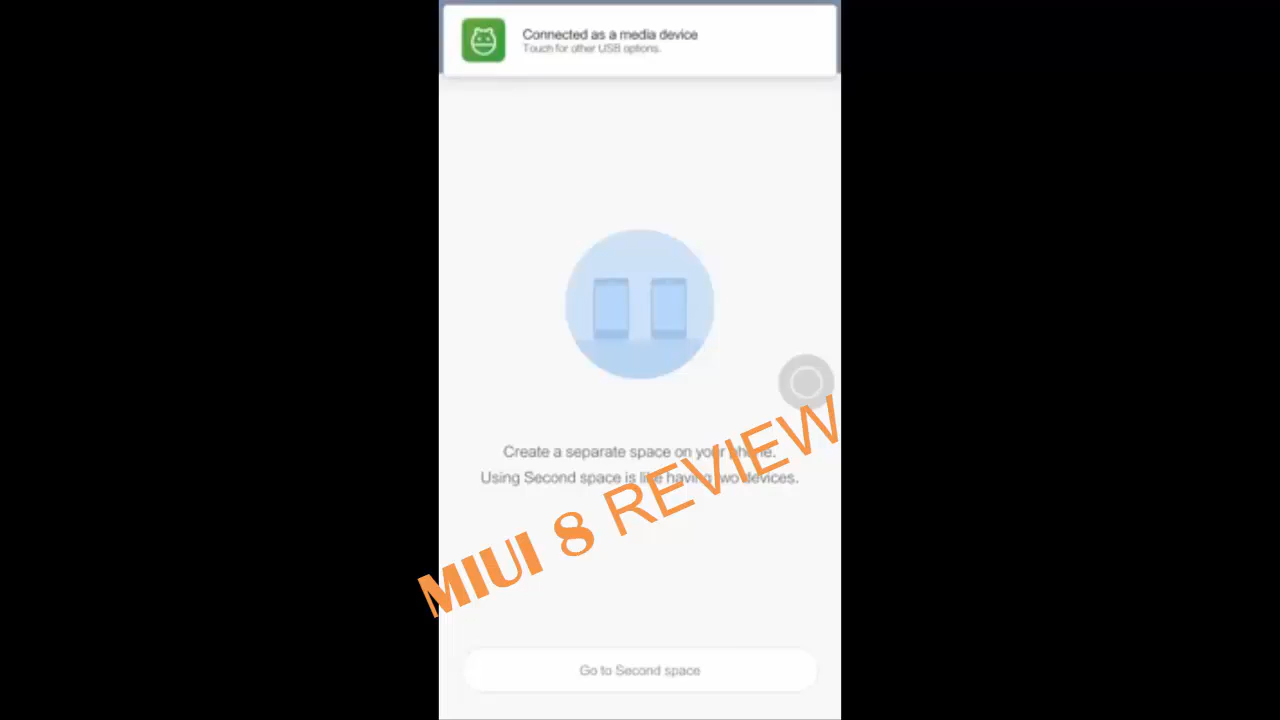 Connected as a media device
Touch for other USB options.
Create a separate space on your phone.
Using Second space is like having two devices.
MIUI 8 REVIEW
Go to Second space